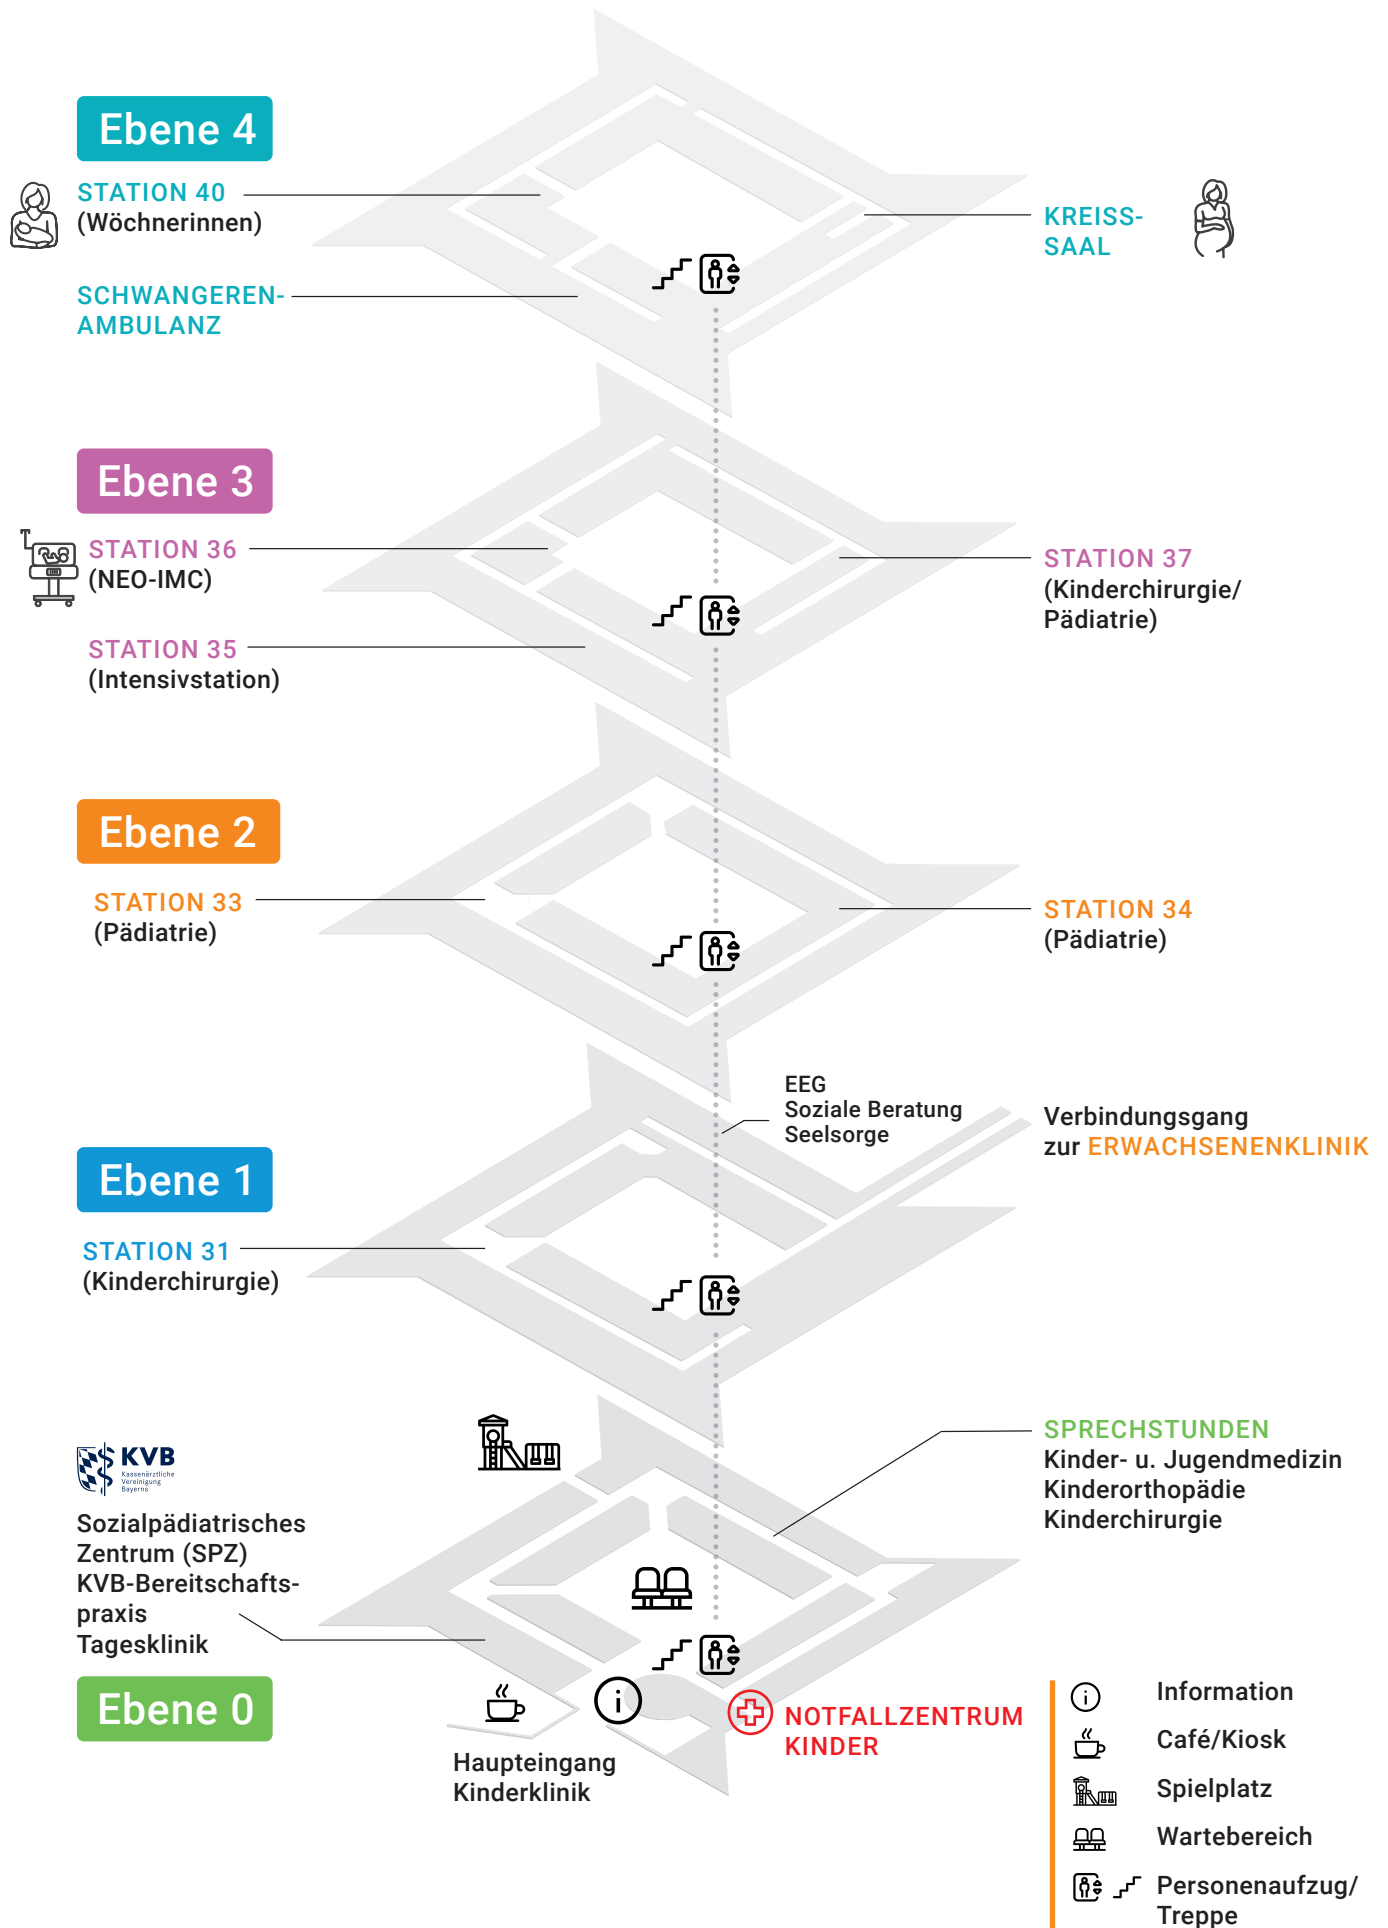 Ebene 4
STATION 40
(Wöchnerinnen)
KREISS-
SAAL
SCHWANGEREN-
AMBULANZ
Ebene 3
STATION 36
(NEO-IMC)
STATION 37
(Kinderchirurgie/
Pädiatrie)
STATION 35
(Intensivstation)
Ebene 2
STATION 33
(Pädiatrie)
STATION 34
(Pädiatrie)
EEG
Soziale Beratung
Seelsorge
Verbindungsgang
zur ERWACHSENENKLINIK
Ebene 1
STATION 31
(Kinderchirurgie)
SPRECHSTUNDEN
Kinder- u. Jugendmedizin
Kinderorthopädie
Kinderchirurgie
KVB
Kassenärztliche
Vereinigung
Bayerns
Sozialpädiatrisches
Zentrum (SPZ)
KVB-Bereitschafts-
praxis
Tagesklinik
Ebene 0
NOTFALLZENTRUM
KINDER
Haupteingang
Kinderklinik
Information
Café/Kiosk
Spielplatz
Wartebereich
Personenaufzug/
Treppe